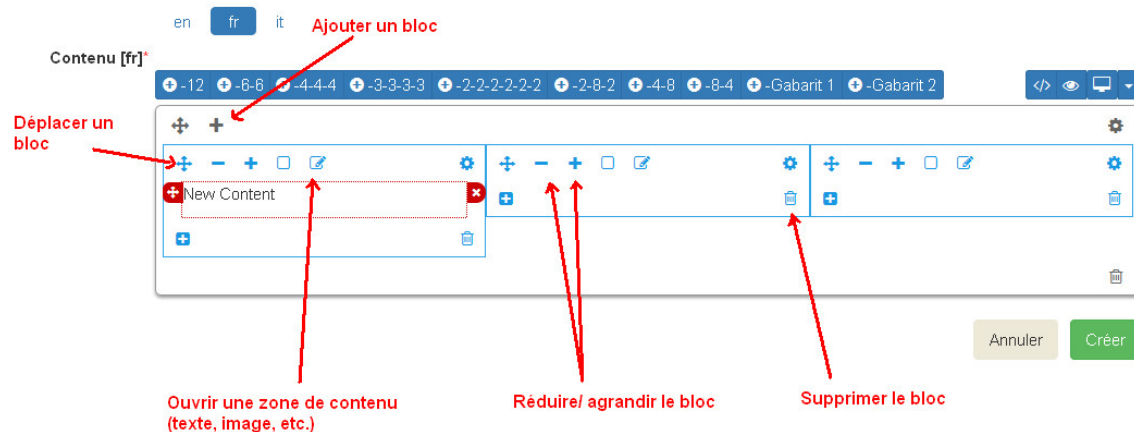 en fr it
Ajouter un bloc
Contenu [fr]*
-12 -6-6 -4-4-4 -3-3-3-3 -2-2-2-2-2-2 -2-8-2 -4-8 -8-4 -Gabarit 1 -Gabarit 2
Déplacer un
bloc
New Content
Annuler Créer
Ouvrir une zone de contenu
(texte, image, etc.)
Réduire/ agrandir le bloc
Supprimer le bloc